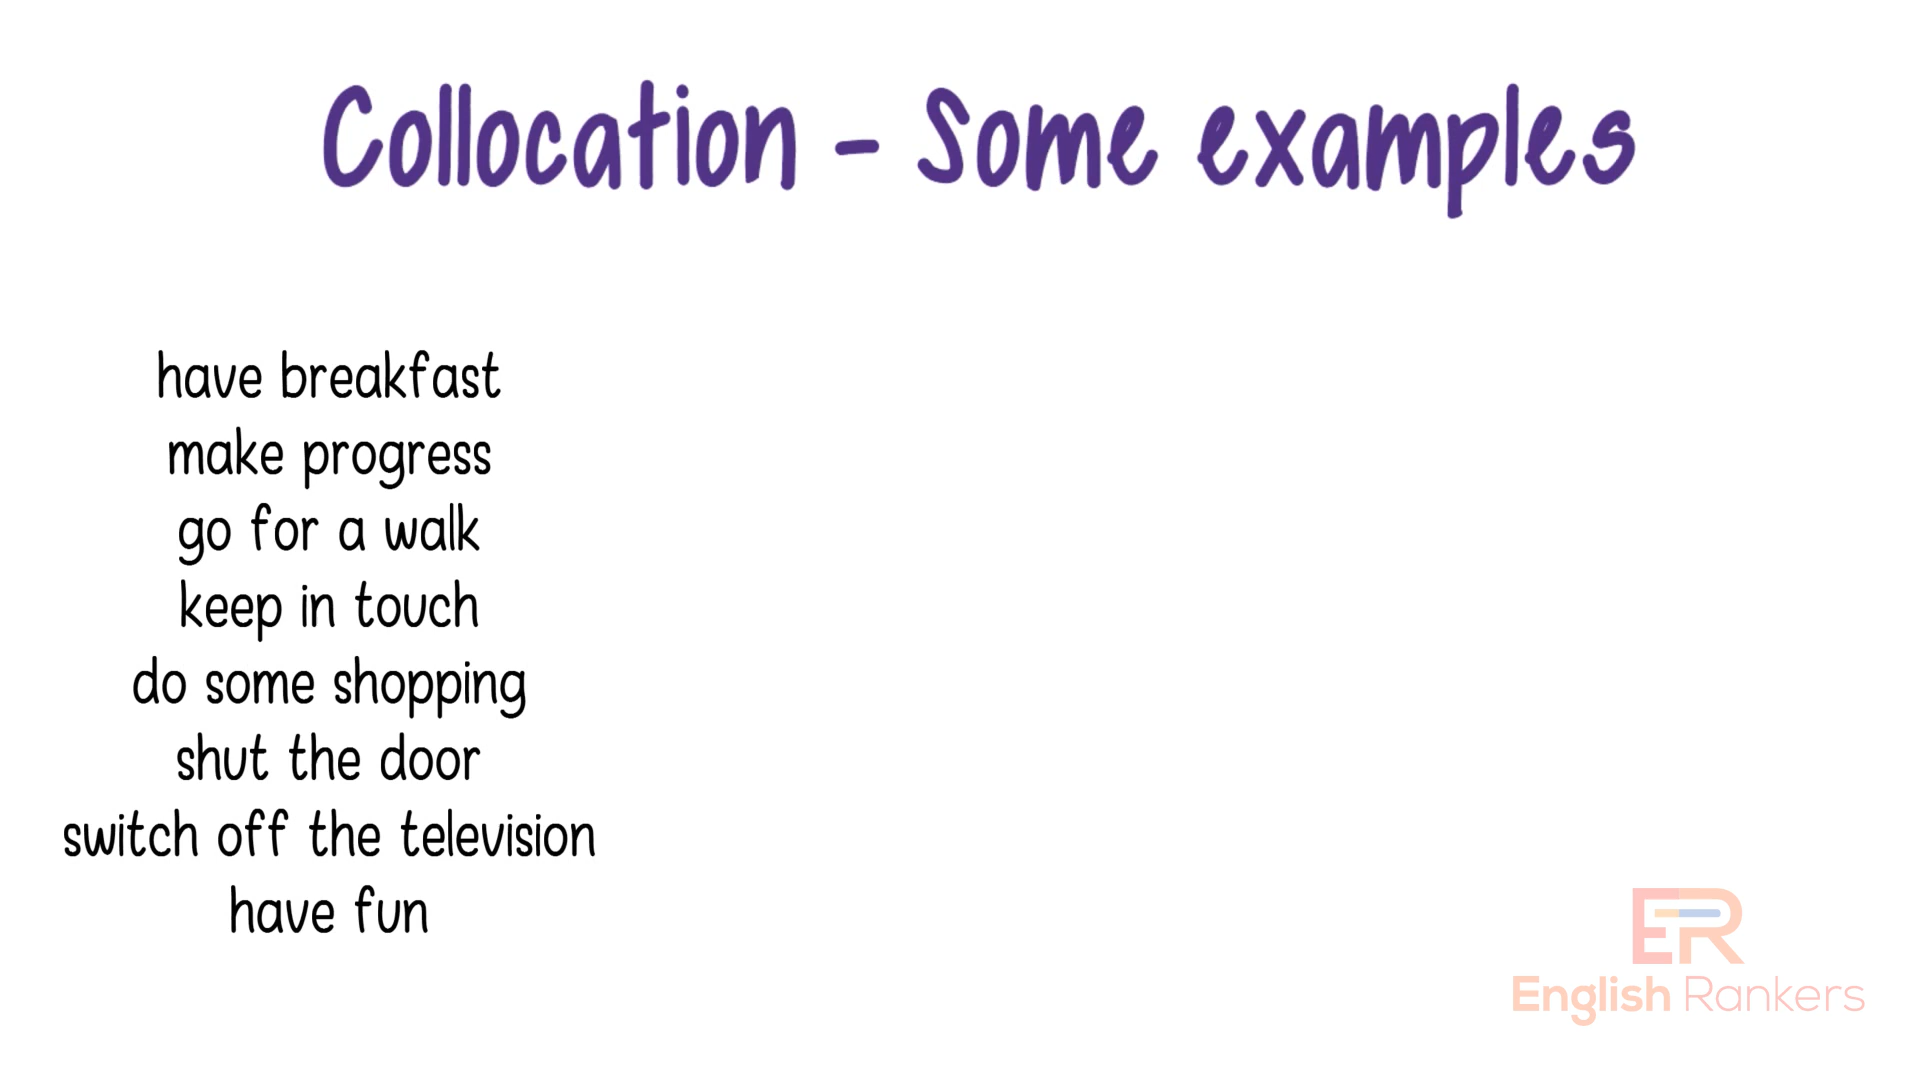 Collocation - Some examples
have breakfast
make progress
go for a walk
keep in touch
do some shopping
shut the door
switch off the television
have fun
ER
English Rankers